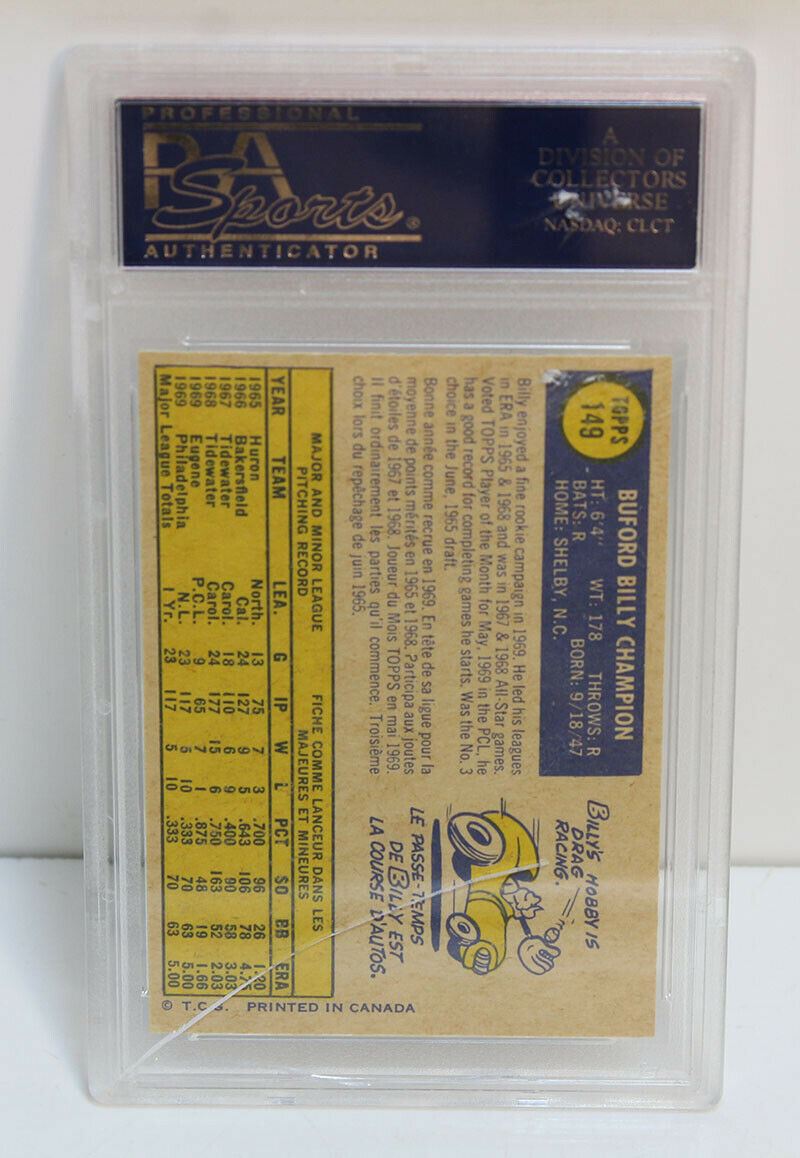 PROFESSIONAL
PSA
Sports®
AUTHENTICATOR
A
DIVISION OF
COLLECTORS
UNIVERSE
NASDAQ: CLCT
TOPPS
149
BUFORD BILLY CHAMPION
HT: 6'4" WT: 178 THROWS: R
BATS: R BORN: 9/18/47
HOME: SHELBY, N.C.
Billy enjoyed a fine rookie campaign in 1969. He led his leagues
in ERA in 1965 & 1968 and was in 1967 & 1968 All-Star games.
Voted TOPPS Player of the Month for May, 1969 in the PCL, he
has a good record for completing games he starts. Was the No. 3
choice in the June, 1965 draft.
Bonne année comme recrue en 1969. En tête de sa ligue pour la
moyenne de points mérités en 1965 et 1968. Participa aux joutes
d'étoiles de 1967 et 1968. Joueur du Mois TOPPS en mai 1969.
Il finit ordinairement les parties qu'il commence. Troisième
choix lors du repêchage de juin 1965.
BILLY'S HOBBY IS
DRAG
RACING.
LE PASSE-TEMPS
DE BILLY EST
LA COURSE D'AUTOS.
MAJOR AND MINOR LEAGUE FICHE COMME LANCEUR DANS LES
PITCHING RECORD MAJEURES ET MINEURES
YEAR TEAM LEA. G IP W L PCT SO BB ERA
1965 Huron North. 13 75 7 3 .700 96 26 1.20
1966 Bakersfield Cal. 24 127 9 5 .643 106 78
1967 Tidewater Carol. 18 110 6 9 .400 90 58 3.03
1968 Tidewater Carol. 24 177 15 6 .750 163 52 2.03
1969 Eugene P.C.L. 9 65 7 1 .875 48 19 1.66
1969 Philadelphia N.L. 23 117 5 10 .333 70 63 5.00
Major League Totals 1 Yr. 23 117 5 10 .333 70 63 5.00
© T.C.G. PRINTED IN CANADA